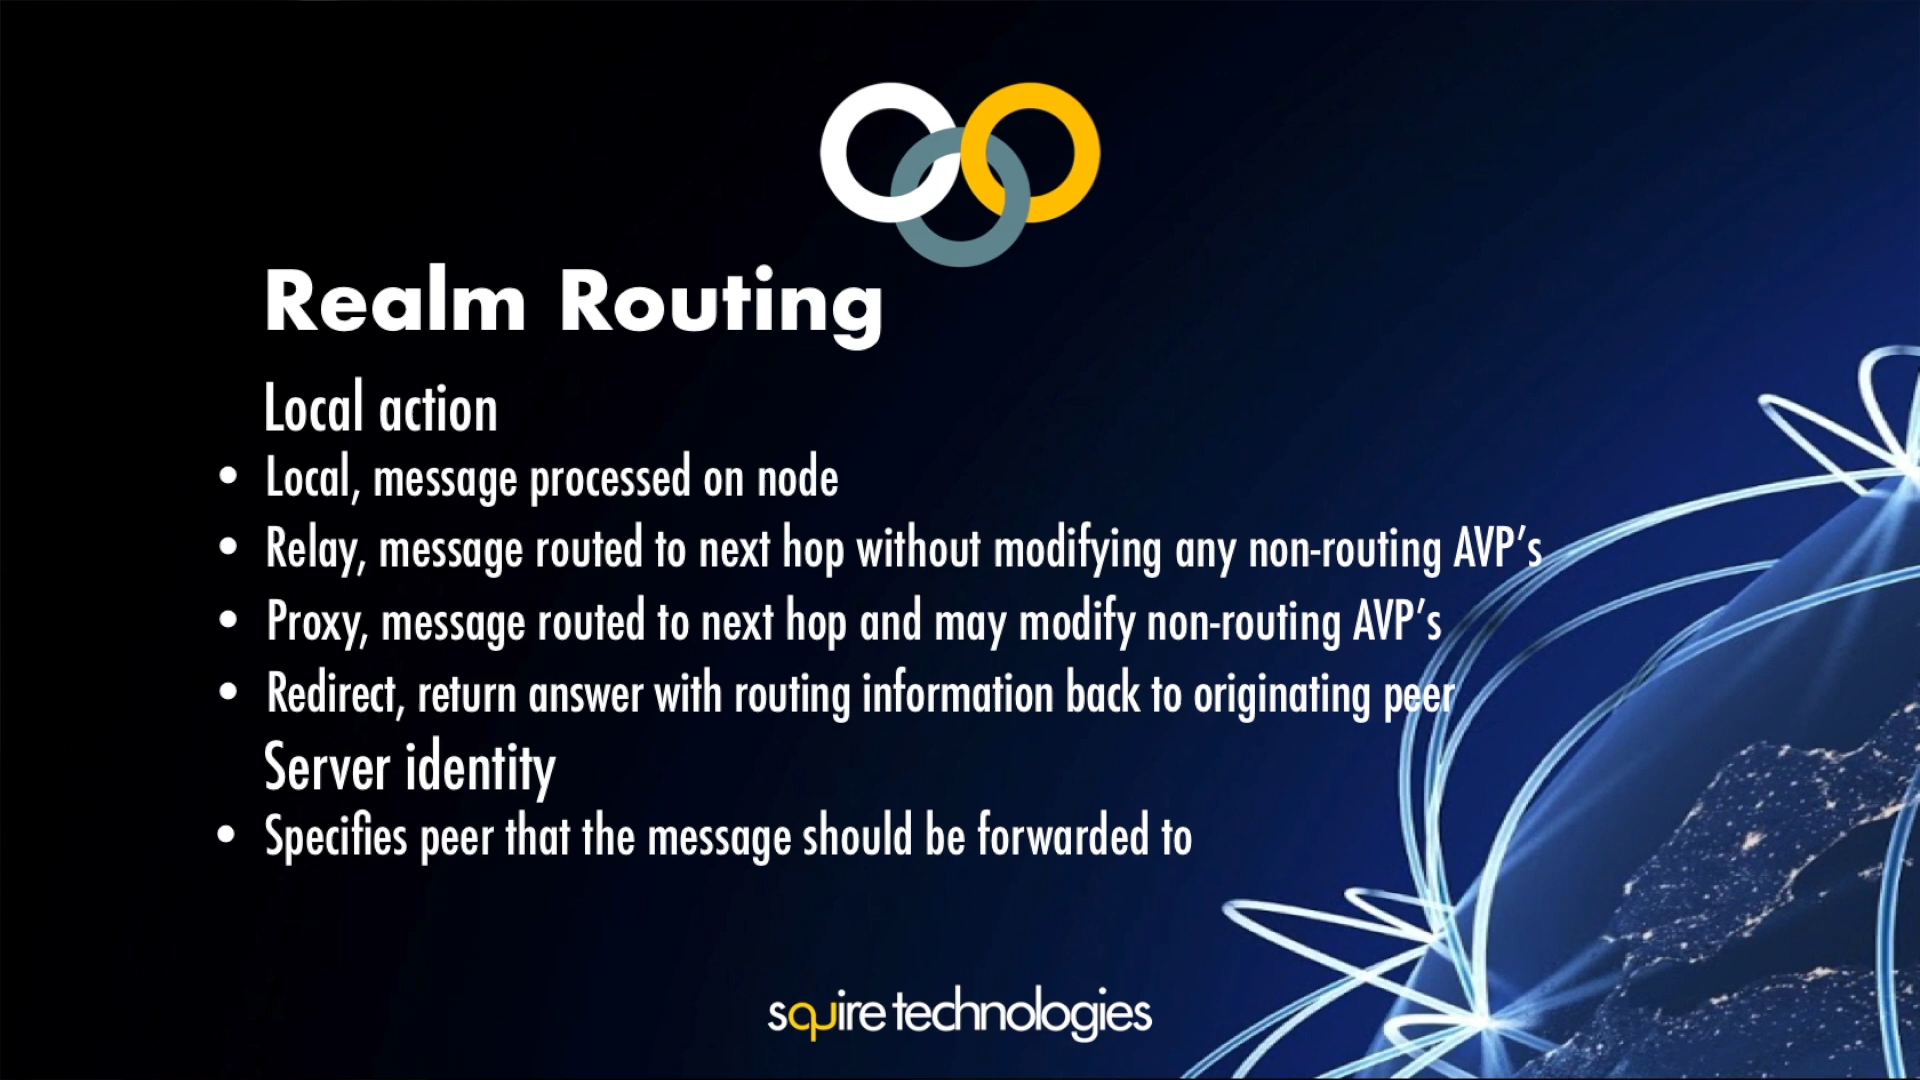 Realm Routing
Local action
• Local, message processed on node
• Relay, message routed to next hop without modifying any non-routing AVP’s
• Proxy, message routed to next hop and may modify non-routing AVP’s
• Redirect, return answer with routing information back to originating peer
Server identity
• Specifies peer that the message should be forwarded to
squire technologies